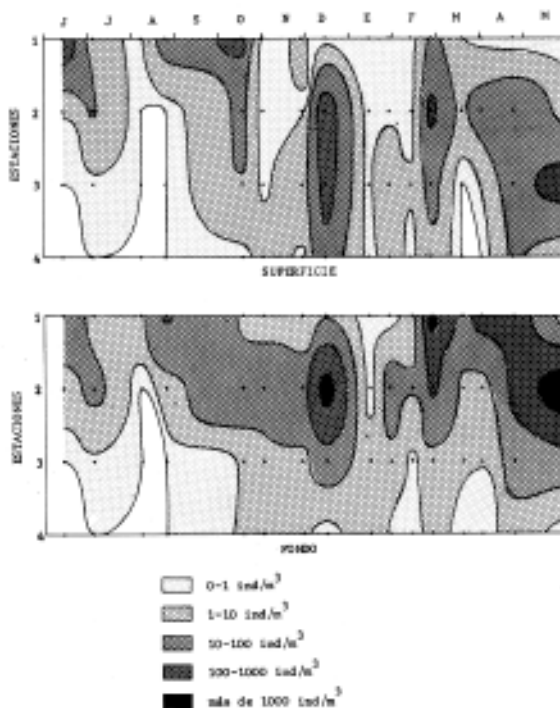 J J A S O N D E F M A M
ESTACIONES
1
2
3
4
SUPERFICIE
ESTACIONES
1
2
3
4
FONDO
0-1 ind/m³
1-10 ind/m³
10-100 ind/m³
100-1000 ind/m³
más de 1000 ind/m³